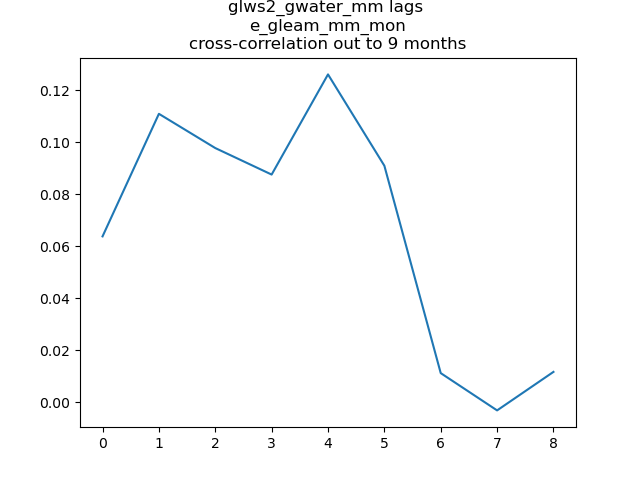 glws2_gwater_mm lags
e_gleam_mm_mon
cross-correlation out to 9 months
0.12
0.10
0.08
0.06
0.04
0.02
0.00
0 1 2 3 4 5 6 7 8